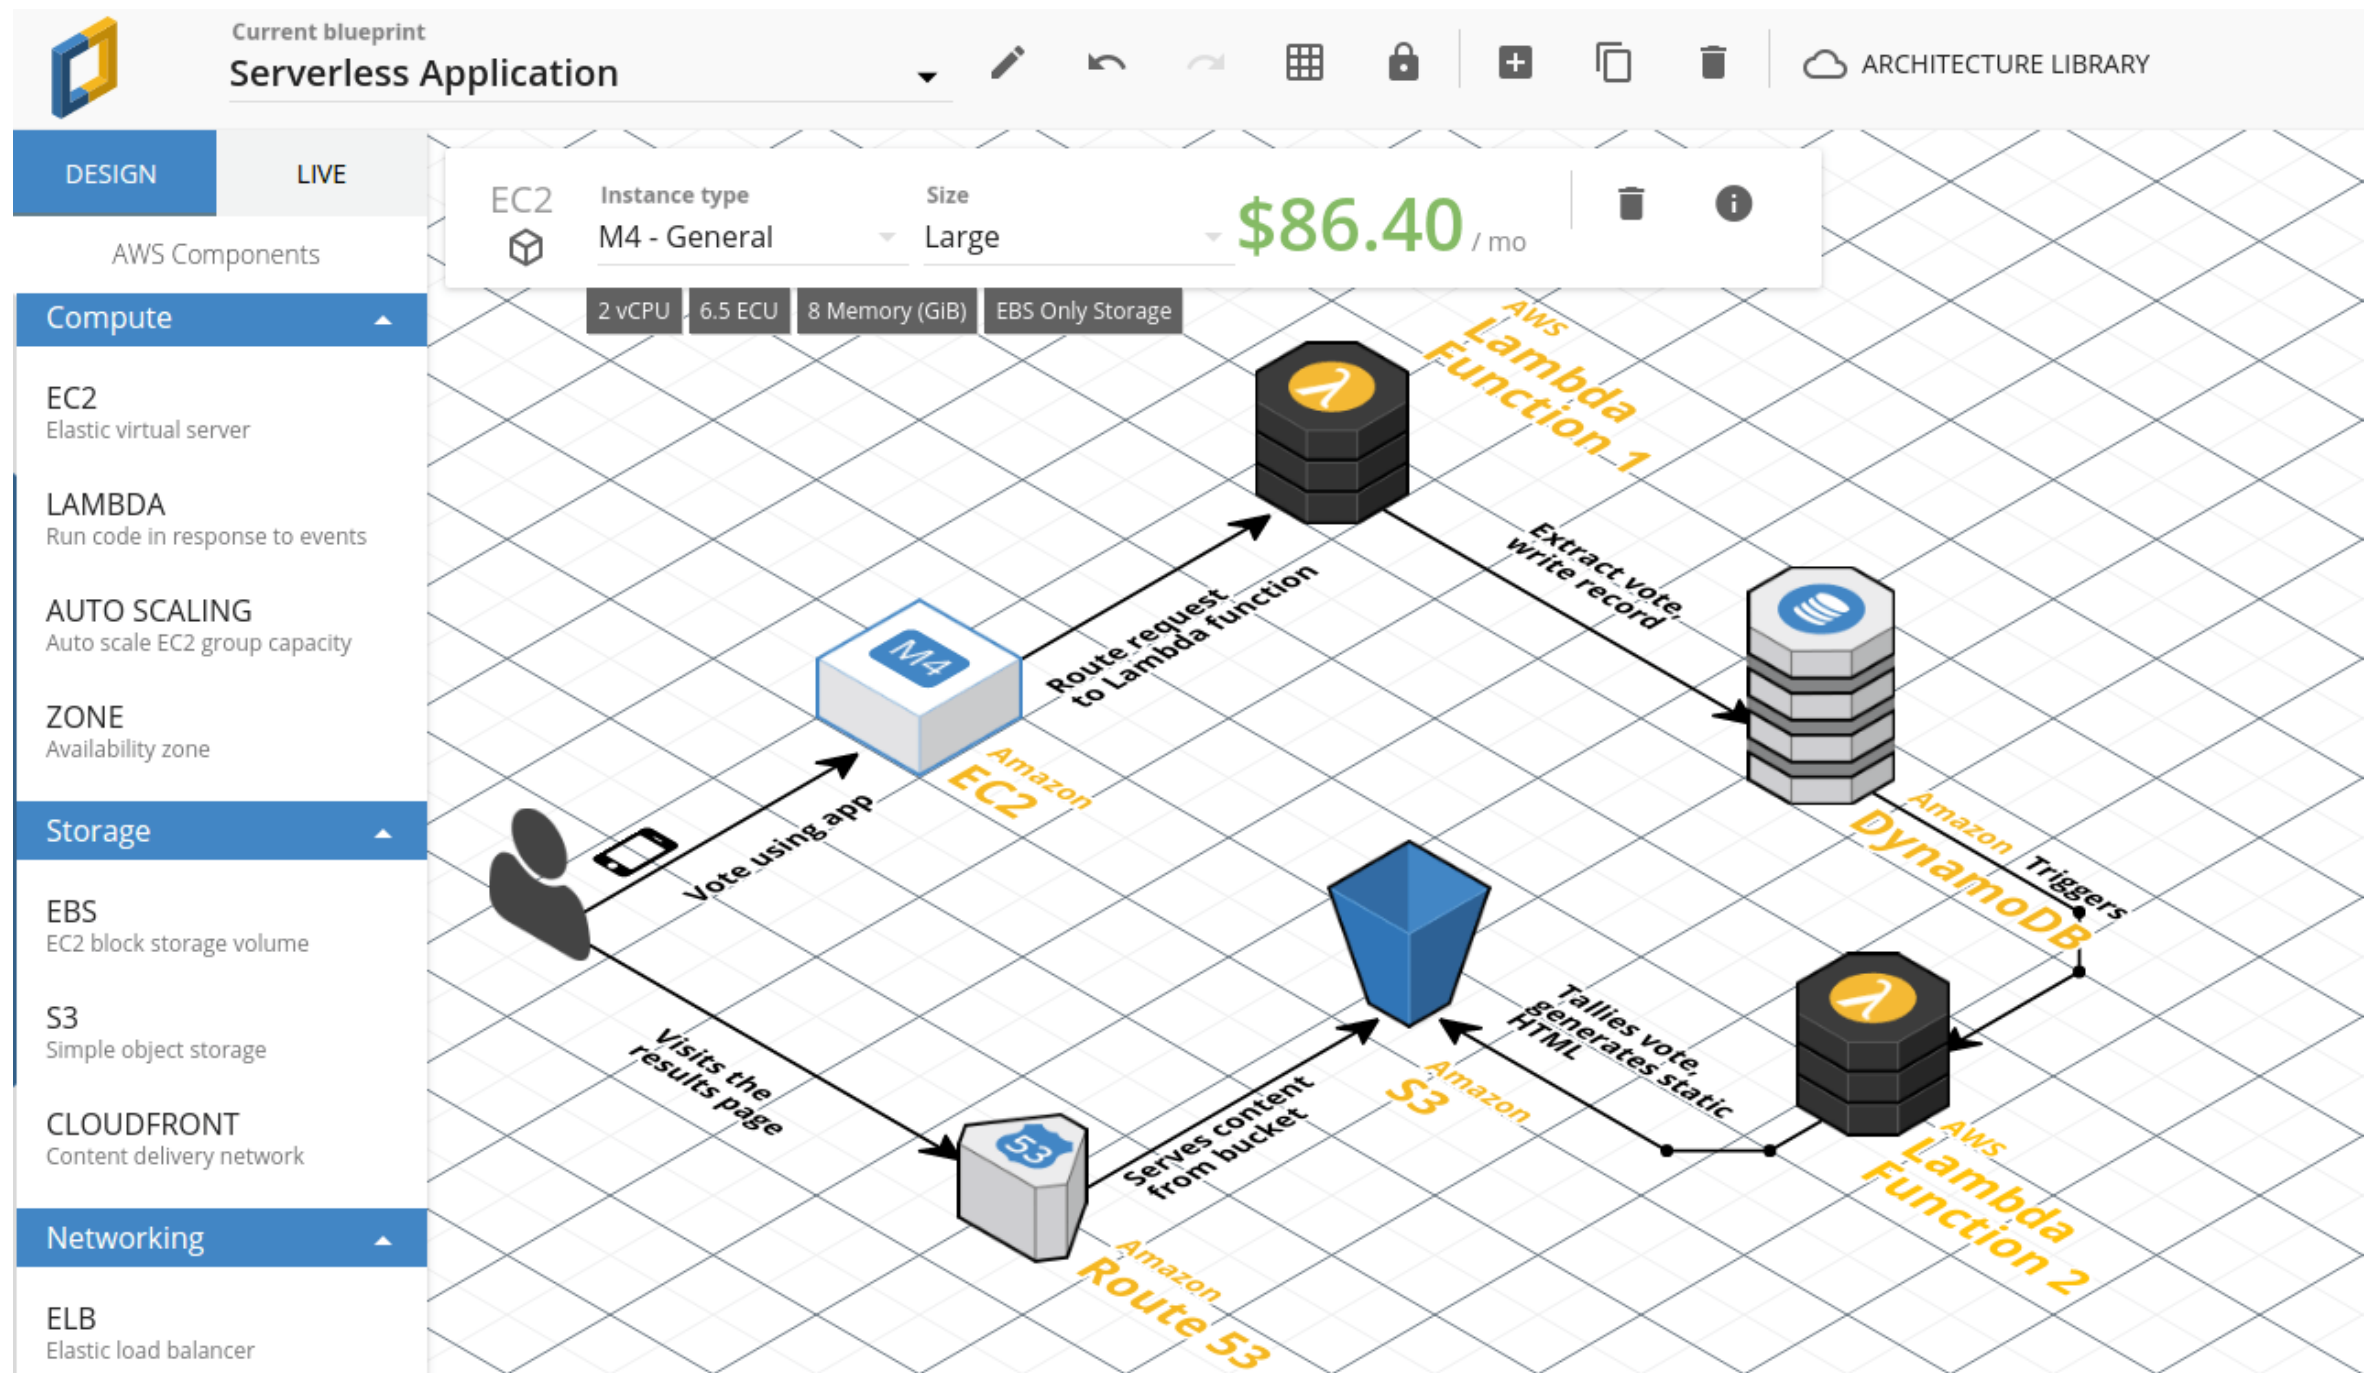 Current blueprint
Serverless Application
ARCHITECTURE LIBRARY
DESIGN
LIVE
AWS Components
Compute
EC2
Elastic virtual server
LAMBDA
Run code in response to events
AUTO SCALING
Auto scale EC2 group capacity
ZONE
Availability zone
Storage
EBS
EC2 block storage volume
S3
Simple object storage
CLOUDFRONT
Content delivery network
Networking
ELB
Elastic load balancer
EC2
Instance type
M4 - General
Size
Large
$86.40 / mo
2 vCPU
6.5 ECU
8 Memory (GiB)
EBS Only Storage
AWS
Lambda
Function 1
λ
Extract vote,
write record
Route request
to Lambda function
M4
Amazon
EC2
Vote using app
Amazon
DynamoDB
Triggers
λ
AWS
Lambda
Function 2
Tallies vote,
generates static
HTML
Amazon
S3
Serves content
from bucket
Visits the
results page
53
Amazon
Route 53